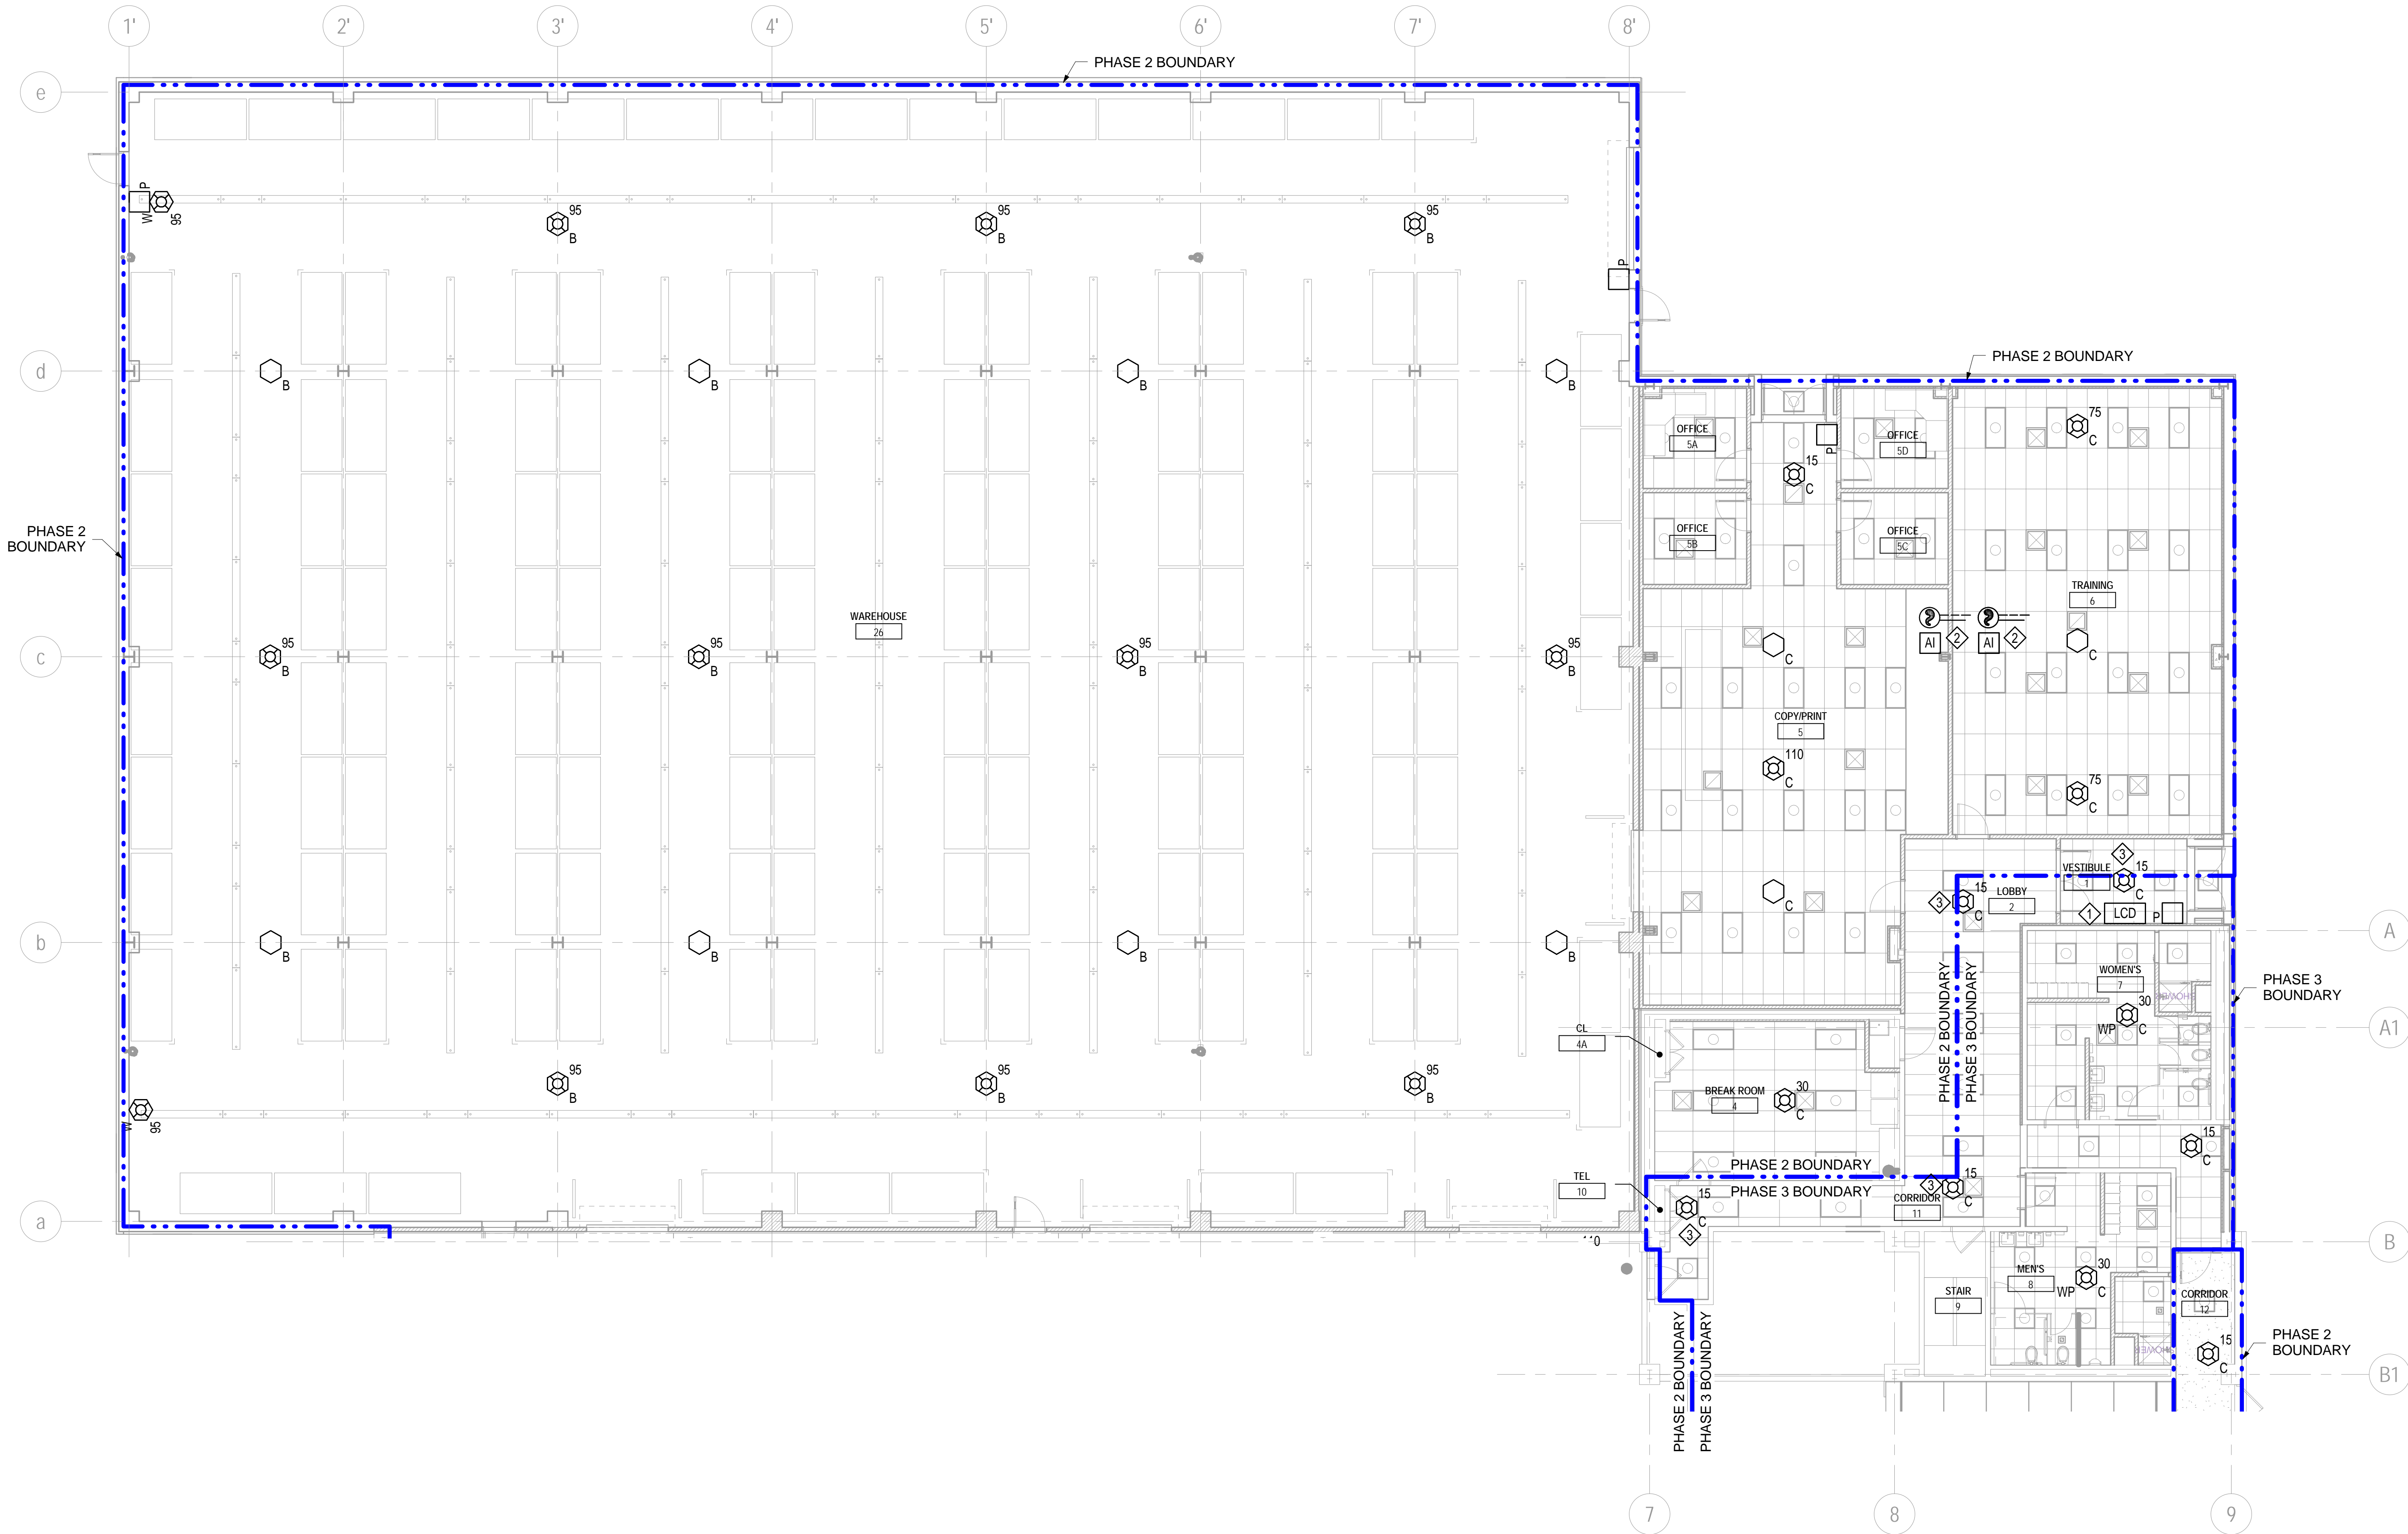 1'
2'
3'
4'
5'
6'
7'
8'
PHASE 2 BOUNDARY
e
P
W
95
95
B
95
B
95
B
P
PHASE 2 BOUNDARY
d
B
B
B
B
OFFICE
5A
P
OFFICE
5D
75
C
15
C
PHASE 2
BOUNDARY
OFFICE
5B
OFFICE
5C
WAREHOUSE
26
TRAINING
6
c
95
B
95
B
95
B
95
B
C
AI
2
AI
2
C
COPY/PRINT
5
110
C
75
C
3
VESTIBULE
1
15
C
LOBBY
2
3
15
C
1
LCD
P
C
b
B
B
B
B
A
PHASE 2 BOUNDARY
PHASE 3 BOUNDARY
WOMEN'S
7
SHOWER
30
WP
C
PHASE 3
BOUNDARY
CL
4A
A1
W
95
95
B
95
B
95
B
BREAK ROOM
4
30
C
15
C
PHASE 2 BOUNDARY
PHASE 3 BOUNDARY
TEL
10
15
C
3
3
15
C
CORRIDOR
11
a
110
B
MEN'S
8
30
WP
C
STAIR
9
CORRIDOR
12
SHOWER
15
C
PHASE 2
BOUNDARY
PHASE 2 BOUNDARY
PHASE 3 BOUNDARY
B1
7
8
9